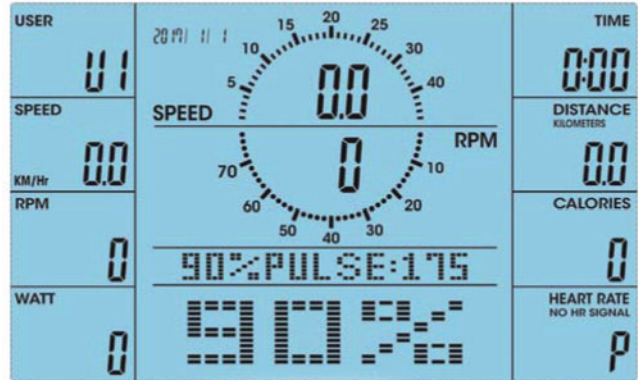 USER
U1
SPEED
KM/Hr 0.0
RPM
0
WATT
0
2017/ 1/ 1
5 10 15 20 25 30 40
SPEED 0.0
RPM 0
70 60 50 40 30 20 10
90%PULSE:175
90%
TIME
0:00
DISTANCE
KILOMETERS
0.0
CALORIES
0
HEART RATE
NO HR SIGNAL
P